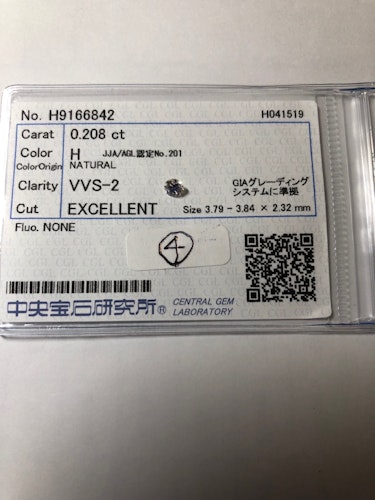 No. H9166842 H041519
Carat 0.208 ct
Color H JJA/AGL認定No.201
ColorOrigin NATURAL
Clarity VVS-2 GIAグレーディング
システムに準拠
Cut EXCELLENT Size 3.79 - 3.84 × 2.32 mm
Fluo. NONE
④
中央宝石研究所® CENTRAL GEM
LABORATORY